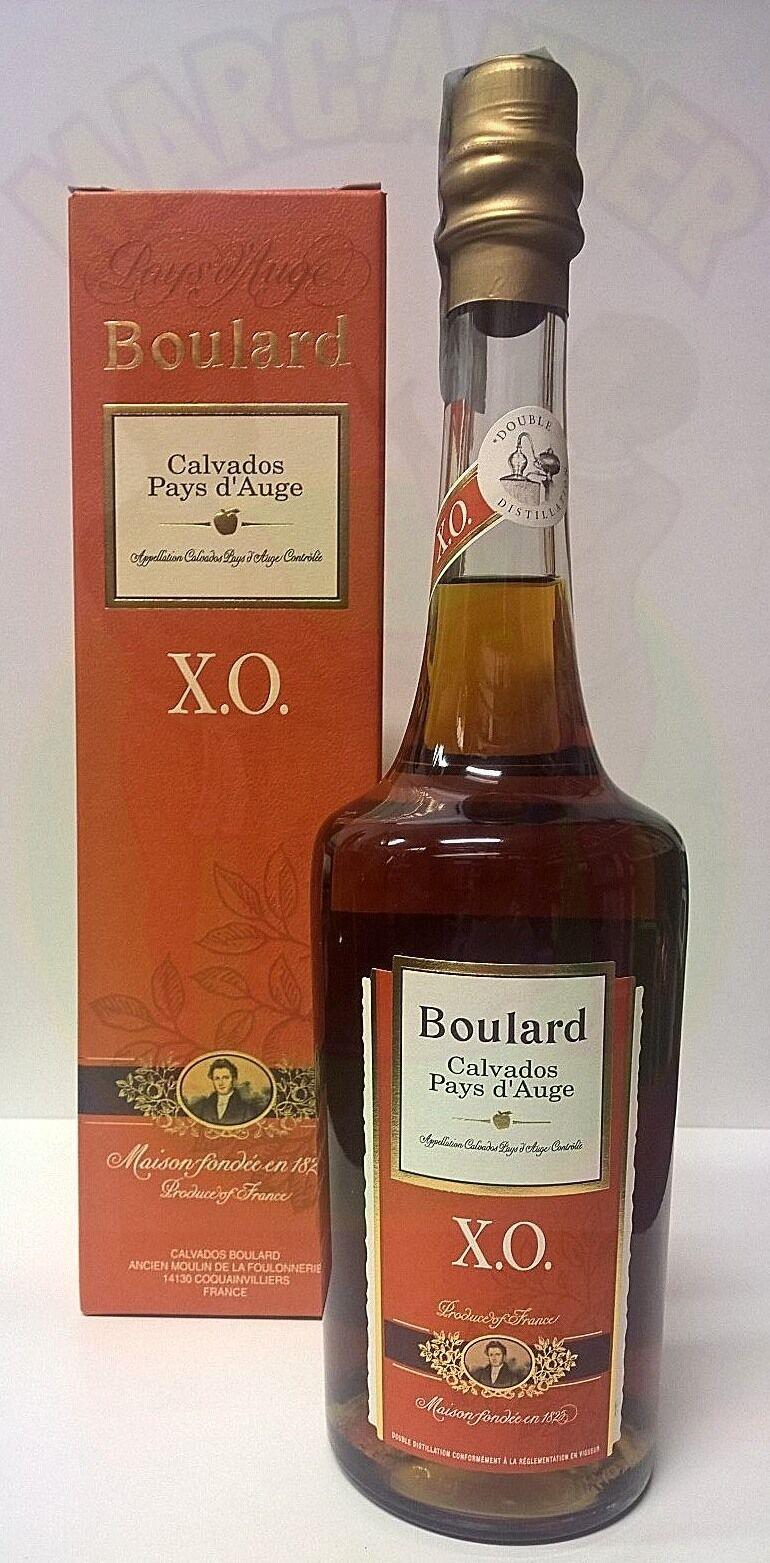 MARC-ANDER
Pays d'Auge
Boulard
Calvados
Pays d'Auge
Appellation Calvados Pays d'Auge Contrôlée
X.O.
Maison fondée en 182
Produce of France
CALVADOS BOULARD
ANCIEN MOULIN DE LA FOULONNERIE
14130 COQUAINVILLIERS
FRANCE
"DOUBLE
DISTILLAT
X.O.
Boulard
Calvados
Pays d'Auge
Appellation Calvados Pays d'Auge Contrôlée
X.O.
Produce of France
Maison fondée en 1825
DOUBLE DISTILLATION CONFORMÉMENT À LA RÉGLEMENTATION EN VIGUEUR